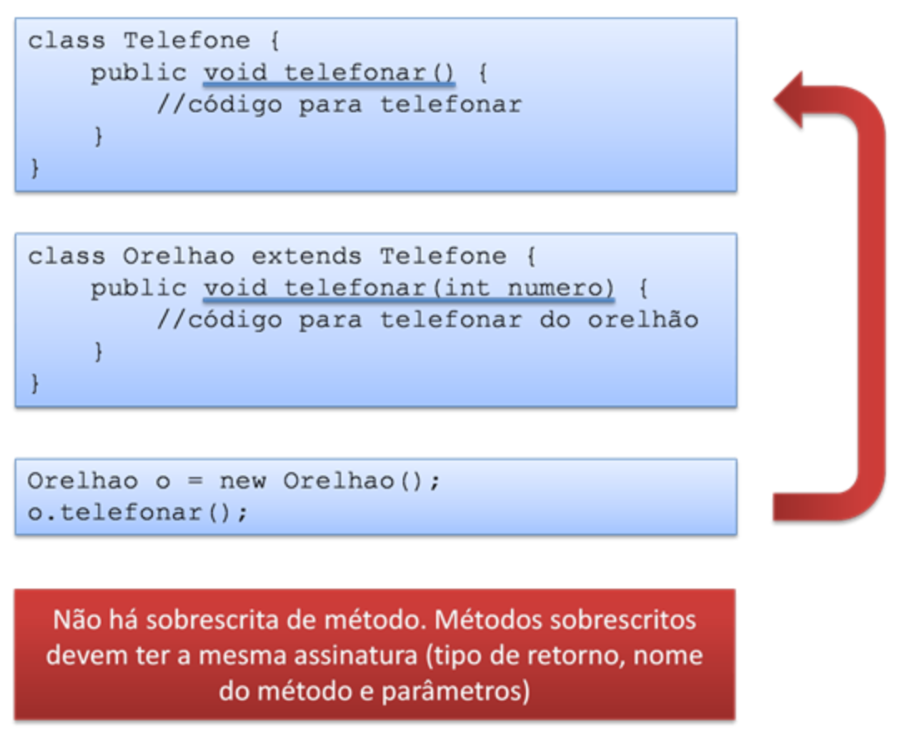 class Telefone {
    public void telefonar() {
        //código para telefonar
    }
}
class Orelhao extends Telefone {
    public void telefonar(int numero) {
        //código para telefonar do orelhão
    }
}
Orelhao o = new Orelhao();
o.telefonar();
Não há sobrescrita de método. Métodos sobrescritos
devem ter a mesma assinatura (tipo de retorno, nome
do método e parâmetros)